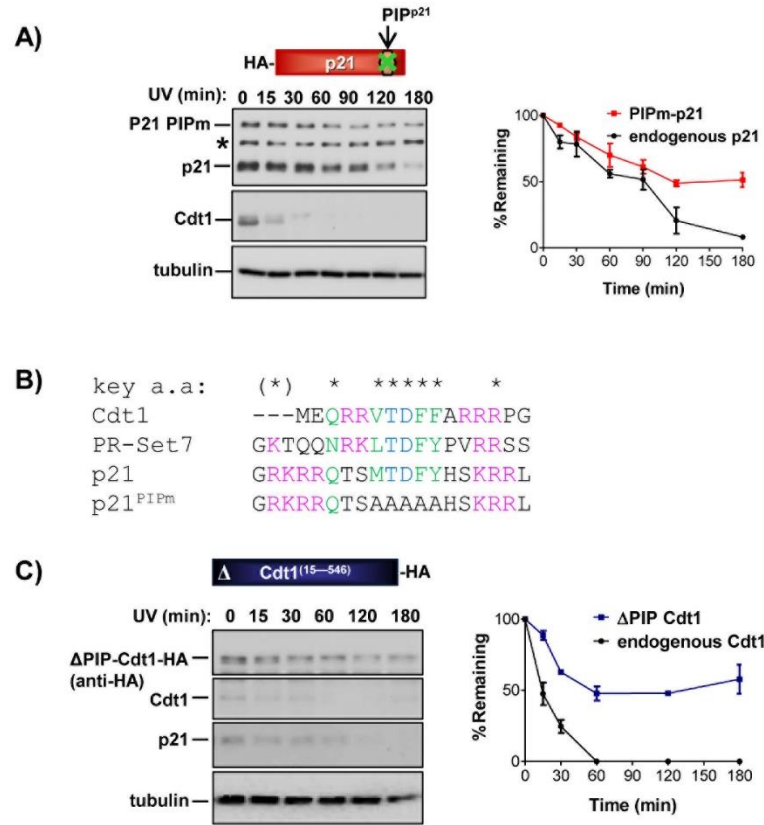 A)
PIPp21
HA- p21
UV (min): 0 15 30 60 90 120 180
P21 PIPm
*
p21
Cdt1
tubulin
% Remaining
100
50
0
0 30 60 90 120 150 180
Time (min)
PIPm-p21
endogenous p21
B)
key a.a: (*) * ***** *
Cdt1 ---MEQRRVTDFFARRRPG
PR-Set7 GKTQQNRKLTDFYPVRRSS
p21 GRKRRQTSMTDFYHSKRRL
p21PIPm GRKRRQTSAAAAAHSKRRL
C)
Δ Cdt1(15—546) -HA
UV (min): 0 15 30 60 120 180
ΔPIP-Cdt1-HA
(anti-HA)
Cdt1
p21
tubulin
% Remaining
100
50
0
0 30 60 90 120 150 180
Time (min)
ΔPIP Cdt1
endogenous Cdt1